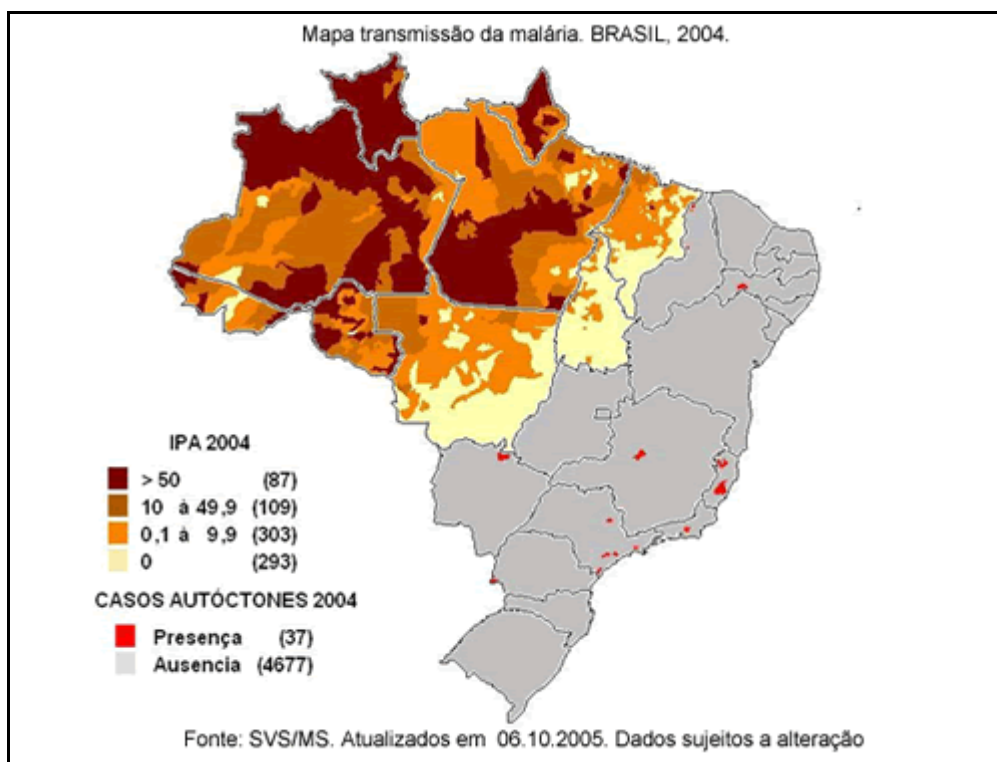 Mapa transmissão da malária. BRASIL, 2004.
IPA 2004
> 50 (87)
10 à 49,9 (109)
0,1 à 9,9 (303)
0 (293)
CASOS AUTÓCTONES 2004
Presença (37)
Ausencia (4677)
Fonte: SVS/MS. Atualizados em 06.10.2005. Dados sujeitos a alteração